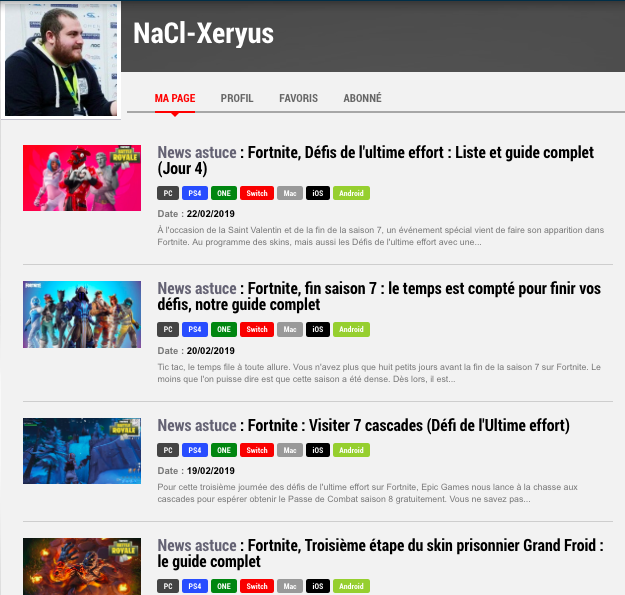 NaCl-Xeryus
MA PAGE PROFIL FAVORIS ABONNÉ
News astuce : Fortnite, Défis de l'ultime effort : Liste et guide complet
(Jour 4)
PC PS4 ONE Switch Mac iOS Android
Date : 22/02/2019
À l'occasion de la Saint Valentin et de la fin de la saison 7, un événement spécial vient de faire son apparition dans
Fortnite. Au programme des skins, mais aussi les Défis de l'ultime effort avec une...
FORTNITE
News astuce : Fortnite, fin saison 7 : le temps est compté pour finir vos
défis, notre guide complet
PC PS4 ONE Switch Mac iOS Android
Date : 20/02/2019
Tic tac, le temps file à toute allure. Vous n'avez plus que huit petits jours avant la fin de la saison 7 sur Fortnite. Le
moins que l'on puisse dire est que cette saison a été dense. Dès lors, il est...
BATTLE ROYALE
News astuce : Fortnite : Visiter 7 cascades (Défi de l'Ultime effort)
PC PS4 ONE Switch Mac iOS Android
Date : 19/02/2019
Pour cette troisième journée des défis de l'ultime effort sur Fortnite, Epic Games nous lance à la chasse aux
cascades pour espérer obtenir le Passe de Combat saison 8 gratuitement. Vous ne savez pas...
BATTLE ROYALE
News astuce : Fortnite, Troisième étape du skin prisonnier Grand Froid :
le guide complet
PC PS4 ONE Switch Mac iOS Android